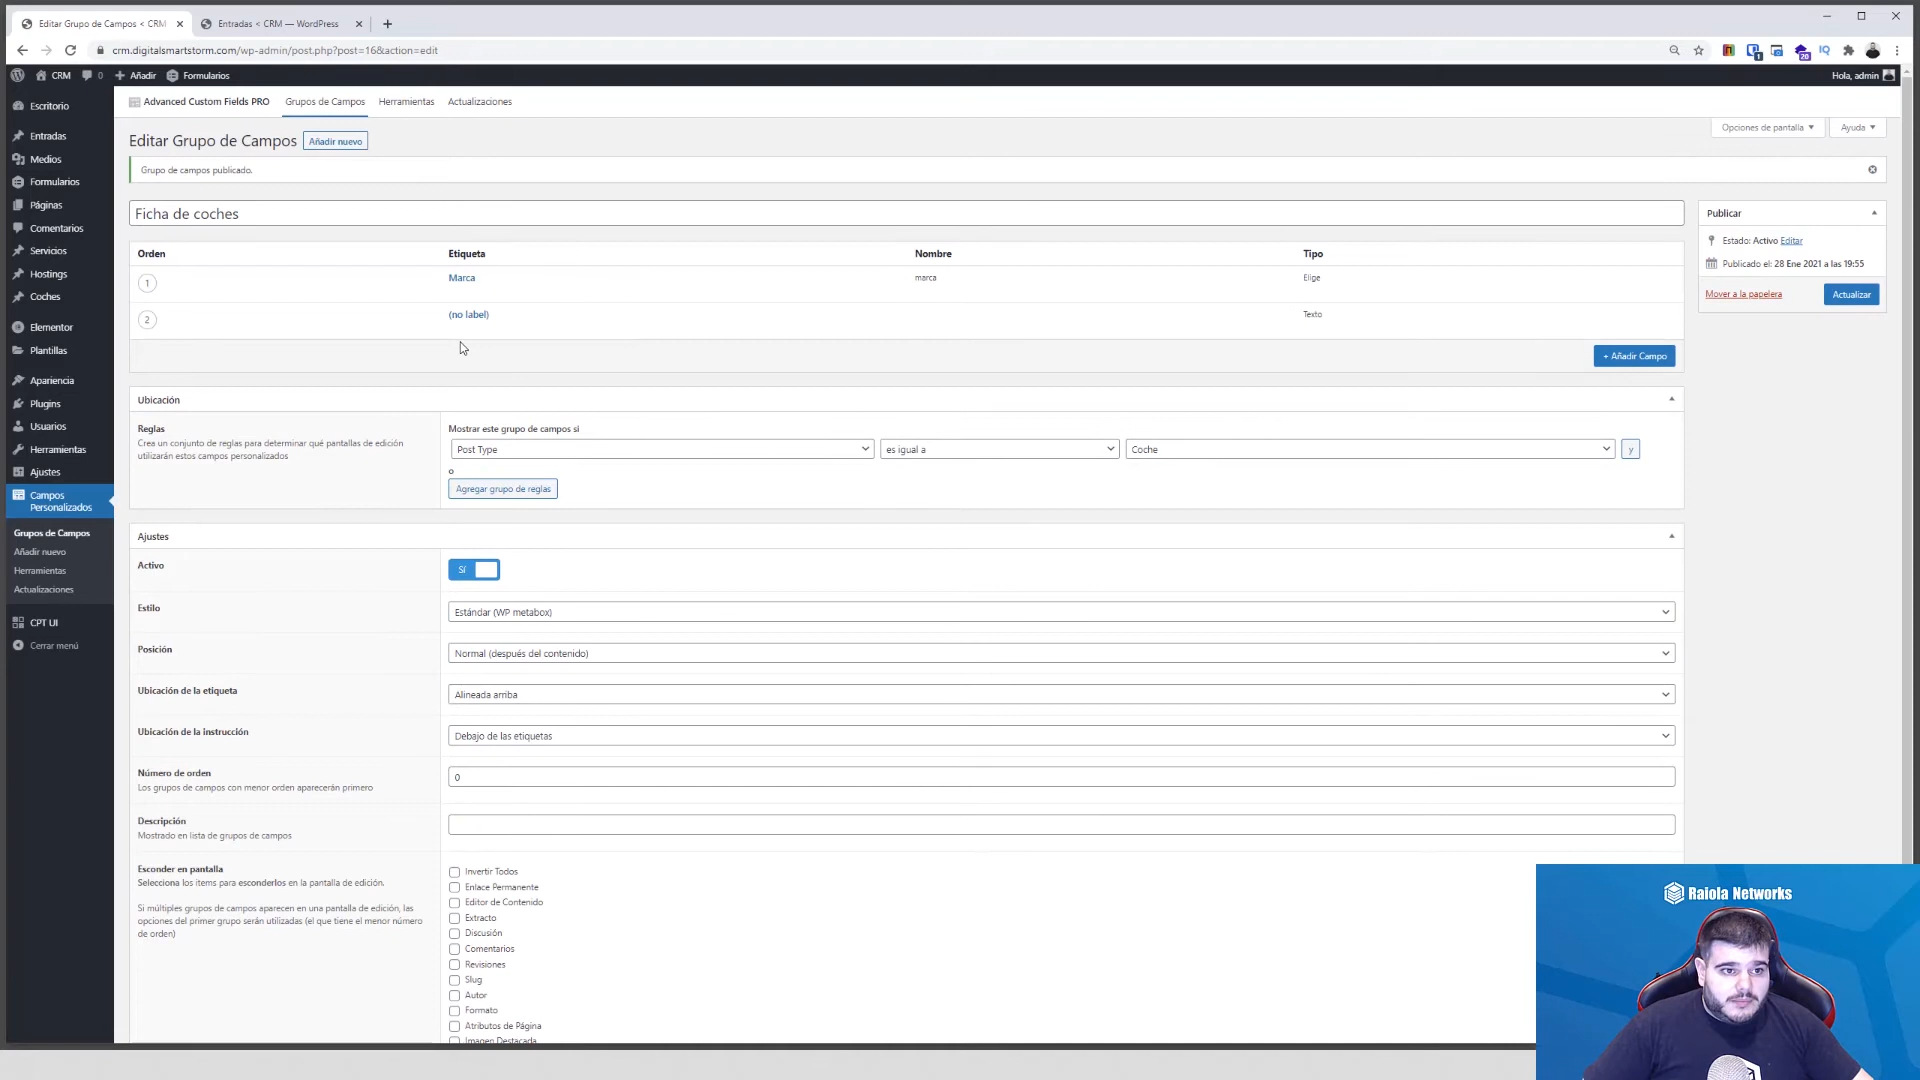 Editar Grupo de Campos < CRM
Entradas < CRM — WordPress
crm.digitalsmartstorm.com/wp-admin/post.php?post=16&action=edit
CRM
0
Añadir
Formularios
Hola, admin
Escritorio
Entradas
Medios
Formularios
Páginas
Comentarios
Servicios
Hostings
Coches
Elementor
Plantillas
Apariencia
Plugins
Usuarios
Herramientas
Ajustes
Campos
Personalizados
Grupos de Campos
Añadir nuevo
Herramientas
Actualizaciones
CPT UI
Cerrar menú
Advanced Custom Fields PRO
Grupos de Campos
Herramientas
Actualizaciones
Opciones de pantalla
Ayuda
Editar Grupo de Campos
Añadir nuevo
Grupo de campos publicado.
Ficha de coches
Orden
Etiqueta
Nombre
Tipo
1
Marca
marca
Elige
2
(no label)
Texto
+ Añadir Campo
Publicar
Estado: Activo Editar
Publicado el: 28 Ene 2021 a las 19:55
Mover a la papelera
Actualizar
Ubicación
Reglas
Crea un conjunto de reglas para determinar qué pantallas de edición
utilizarán estos campos personalizados
Mostrar este grupo de campos si
Post Type
es igual a
Coche
y
o
Agregar grupo de reglas
Ajustes
Activo
Sí
Estilo
Estándar (WP metabox)
Posición
Normal (después del contenido)
Ubicación de la etiqueta
Alineada arriba
Ubicación de la instrucción
Debajo de las etiquetas
Número de orden
Los grupos de campos con menor orden aparecerán primero
0
Descripción
Mostrado en lista de grupos de campos
Esconder en pantalla
Selecciona los items para esconderlos en la pantalla de edición.
Si múltiples grupos de campos aparecen en una pantalla de edición, las
opciones del primer grupo serán utilizadas (el que tiene el menor número
de orden)
Invertir Todos
Enlace Permanente
Editor de Contenido
Extracto
Discusión
Comentarios
Revisiones
Slug
Autor
Formato
Atributos de Página
Imagen Destacada
Raiola Networks